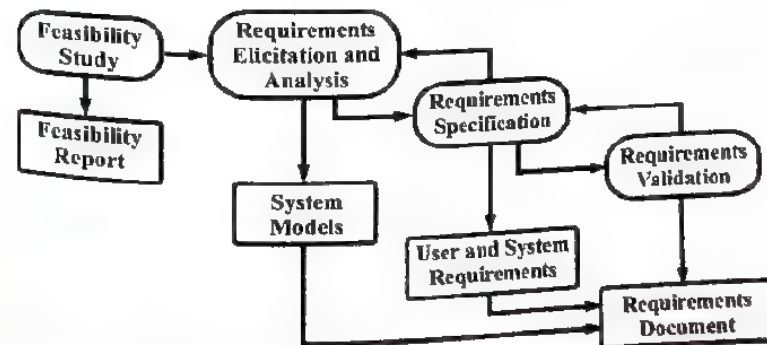 Feasibility
Study
Requirements
Elicitation and
Analysis
Requirements
Specification
Requirements
Validation
Feasibility
Report
System
Models
User and System
Requirements
Requirements
Document